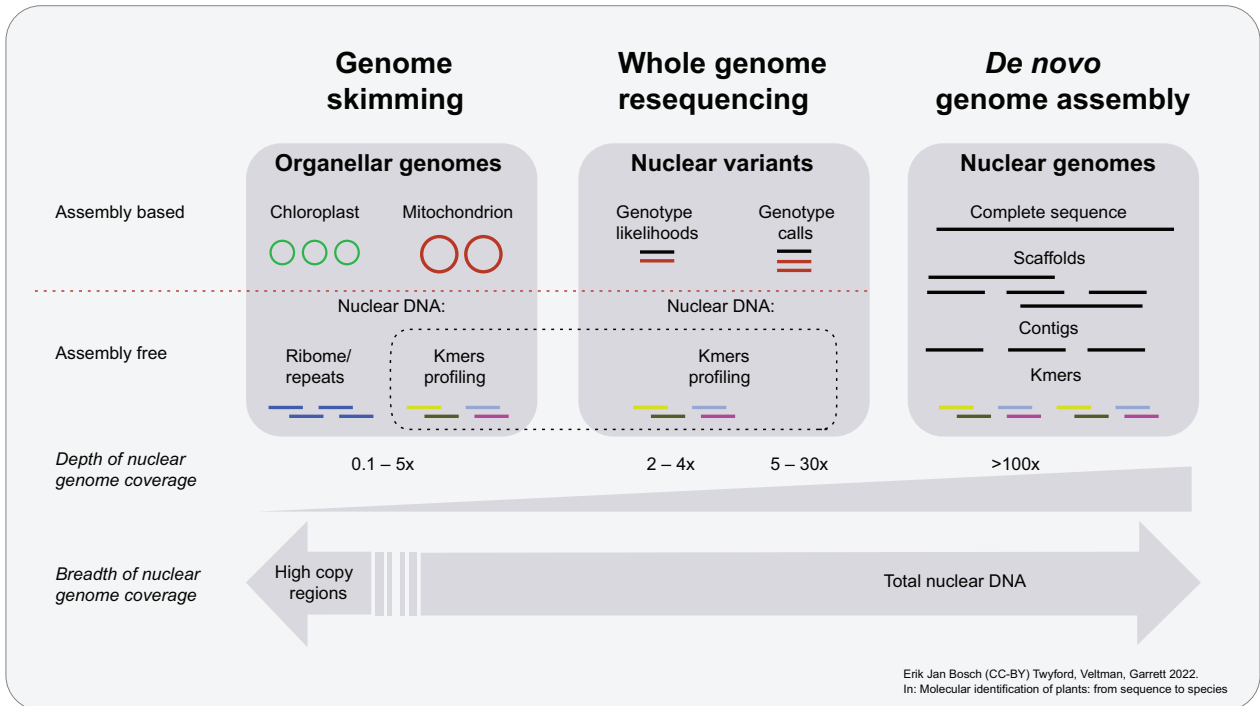 Genome
skimming
Whole genome
resequencing
De novo
genome assembly
Organellar genomes
Nuclear variants
Nuclear genomes
Assembly based
Chloroplast
Mitochondrion
Genotype
likelihoods
Genotype
calls
Complete sequence
Scaffolds
Nuclear DNA:
Nuclear DNA:
Contigs
Assembly free
Ribome/
repeats
Kmers
profiling
Kmers
profiling
Kmers
Depth of nuclear
genome coverage
0.1 – 5x
2 – 4x
5 – 30x
>100x
Breadth of nuclear
genome coverage
High copy
regions
Total nuclear DNA
Erik Jan Bosch (CC-BY) Twyford, Veltman, Garrett 2022.
In: Molecular identification of plants: from sequence to species